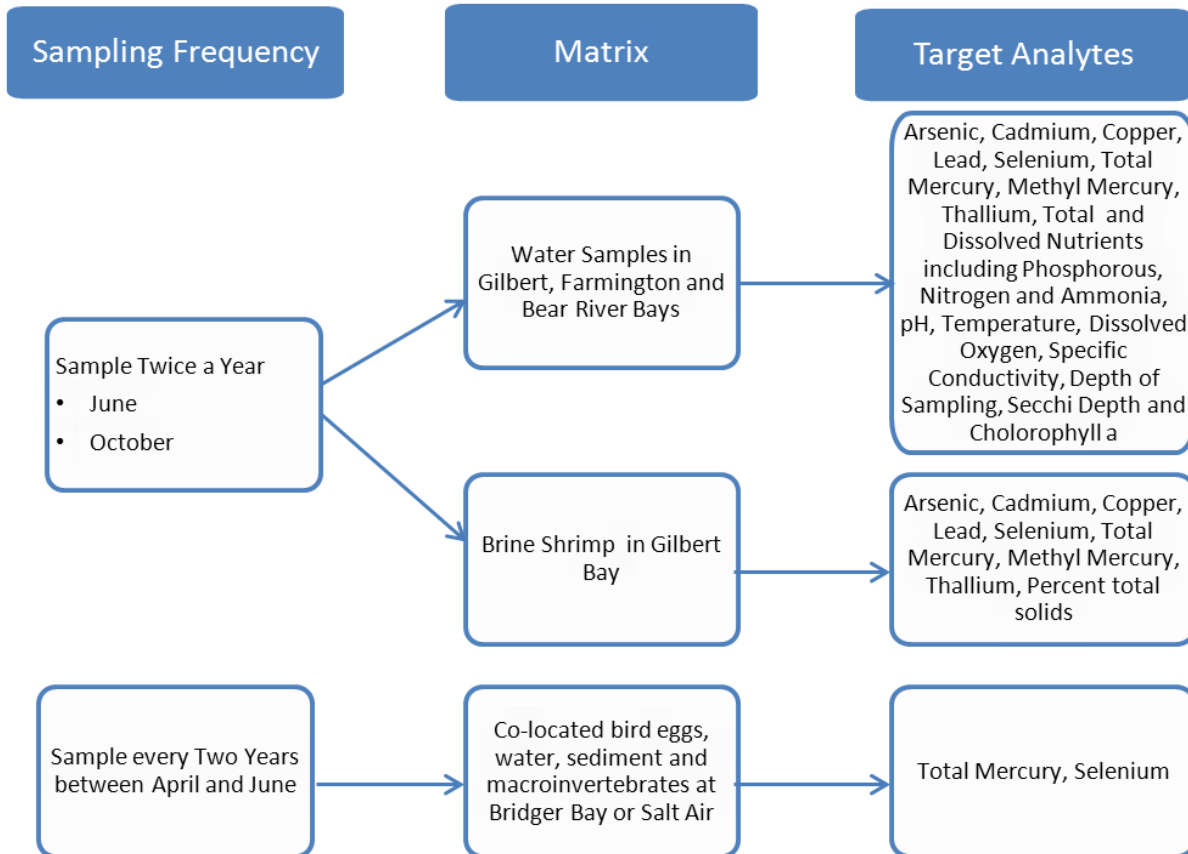 Sampling Frequency
Matrix
Target Analytes
Sample Twice a Year
• June
• October
Water Samples in
Gilbert, Farmington and
Bear River Bays
Arsenic, Cadmium, Copper,
Lead, Selenium, Total
Mercury, Methyl Mercury,
Thallium, Total and
Dissolved Nutrients
including Phosphorous,
Nitrogen and Ammonia,
pH, Temperature, Dissolved
Oxygen, Specific
Conductivity, Depth of
Sampling, Secchi Depth and
Cholorophyll a
Brine Shrimp in Gilbert
Bay
Arsenic, Cadmium, Copper,
Lead, Selenium, Total
Mercury, Methyl Mercury,
Thallium, Percent total
solids
Sample every Two Years
between April and June
Co-located bird eggs,
water, sediment and
macroinvertebrates at
Bridger Bay or Salt Air
Total Mercury, Selenium